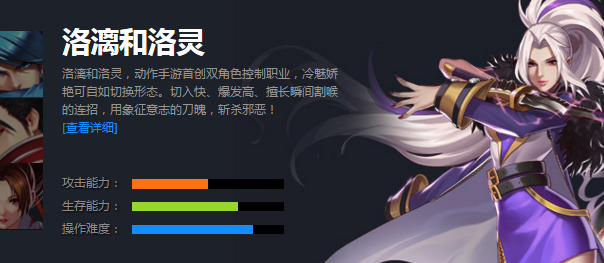 洛漓和洛灵
洛漓和洛灵，动作手游首创双角色控制职业，冷魅娇
艳可自如切换形态。切入快、爆发高、擅长瞬间割喉
的连招，用象征意志的刀魄，斩杀邪恶！
[查看详细]
攻击能力：
生存能力：
操作难度：